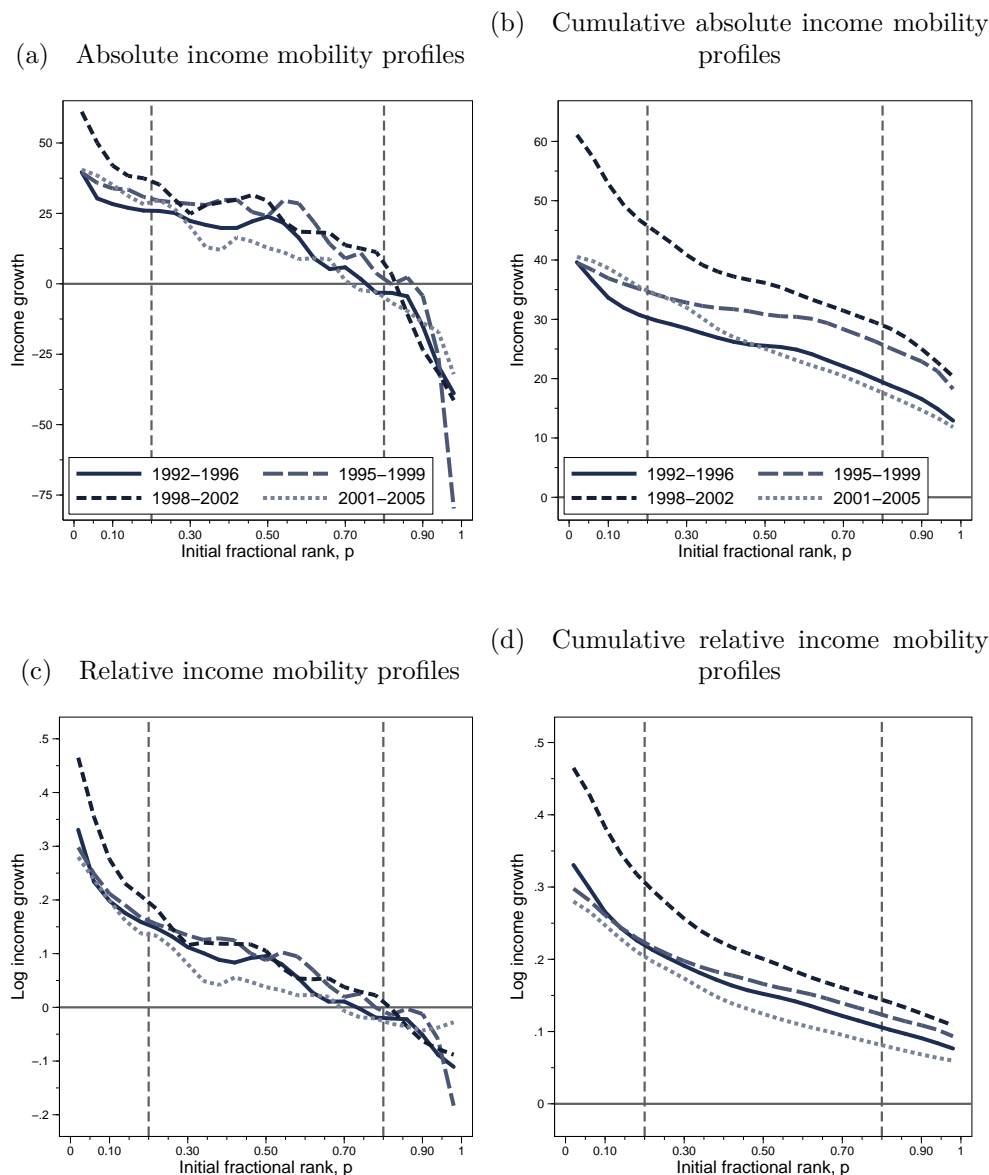 (a) Absolute income mobility profiles
Income growth
50
25
0
−25
−50
−75
1992−1996
1995−1999
1998−2002
2001−2005
0 0.10 0.30 0.50 0.70 0.90 1
Initial fractional rank, p
(b) Cumulative absolute income mobility
profiles
Income growth
60
50
40
30
20
10
0
1992−1996
1995−1999
1998−2002
2001−2005
0 0.10 0.30 0.50 0.70 0.90 1
Initial fractional rank, p
(c) Relative income mobility profiles
Log income growth
.5
.4
.3
.2
.1
0
−.1
−.2
0 0.10 0.30 0.50 0.70 0.90 1
Initial fractional rank, p
(d) Cumulative relative income mobility
profiles
Log income growth
.5
.4
.3
.2
.1
0
0 0.10 0.30 0.50 0.70 0.90 1
Initial fractional rank, p